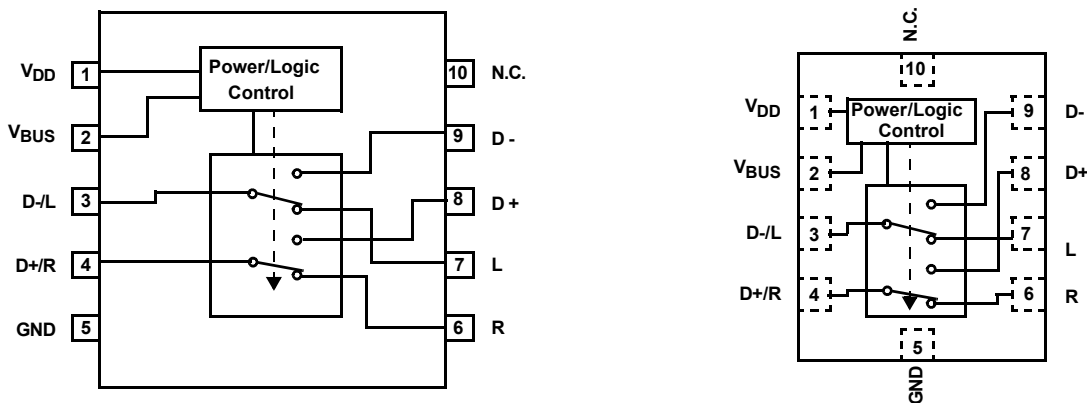 VDD 1
VBUS 2
D-/L 3
D+/R 4
GND 5
Power/Logic
Control
10 N.C.
9 D -
8 D +
7 L
6 R
N.C.
10
VDD 1
VBUS 2
D-/L 3
D+/R 4
Power/Logic
Control
9 D-
8 D+
7 L
6 R
5
GND